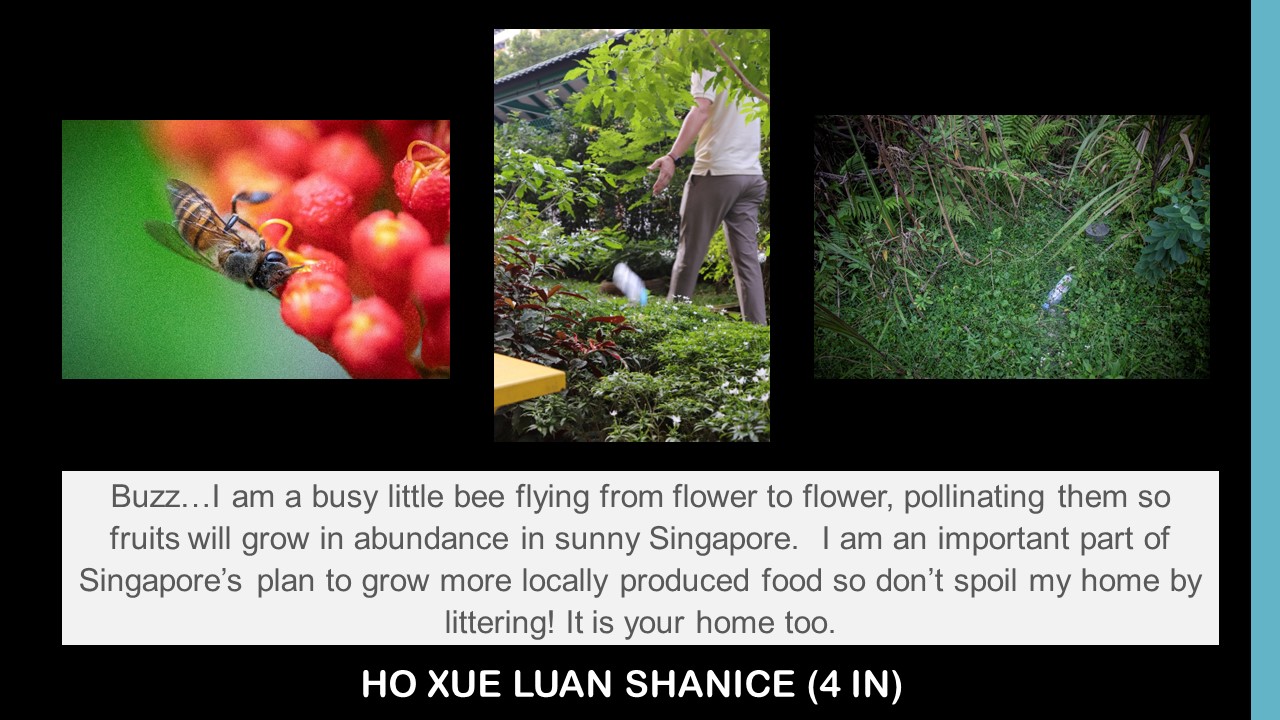 Buzz…I am a busy little bee flying from flower to flower, pollinating them so
fruits will grow in abundance in sunny Singapore.  I am an important part of
Singapore’s plan to grow more locally produced food so don’t spoil my home by
littering! It is your home too.
HO XUE LUAN SHANICE (4 IN)